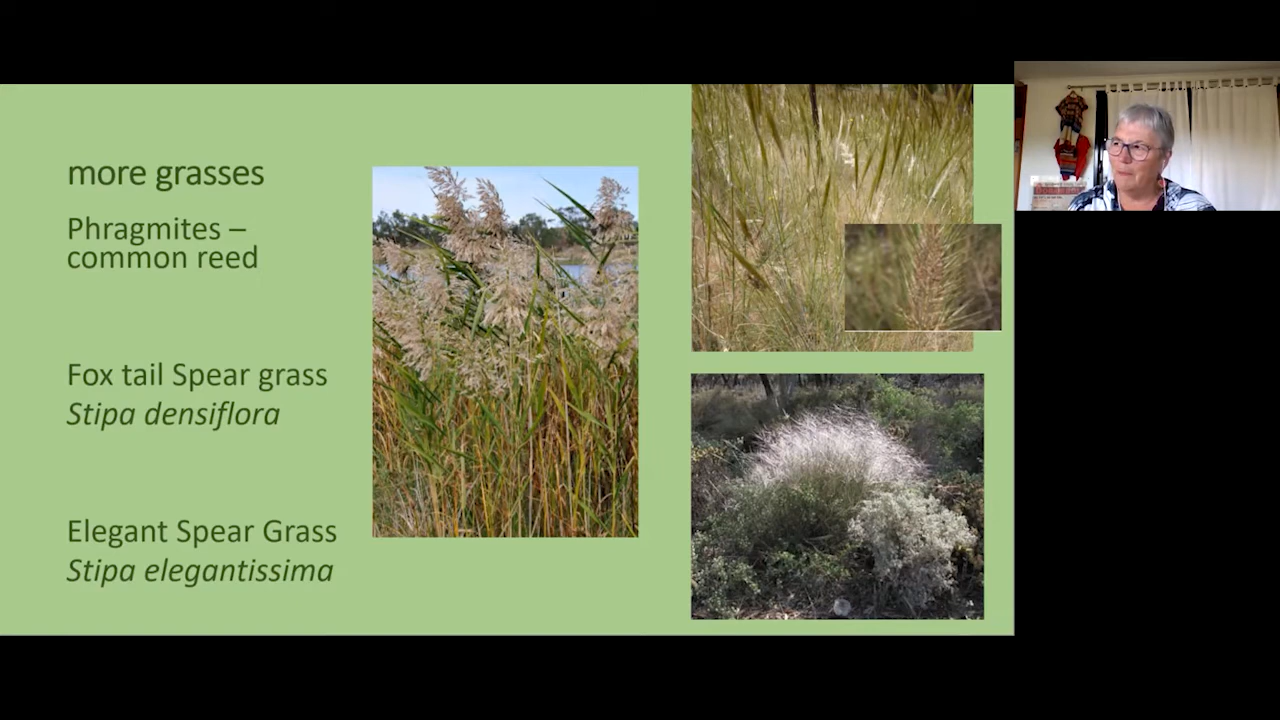 more grasses
Phragmites –
common reed
Fox tail Spear grass
Stipa densiflora
Elegant Spear Grass
Stipa elegantissima